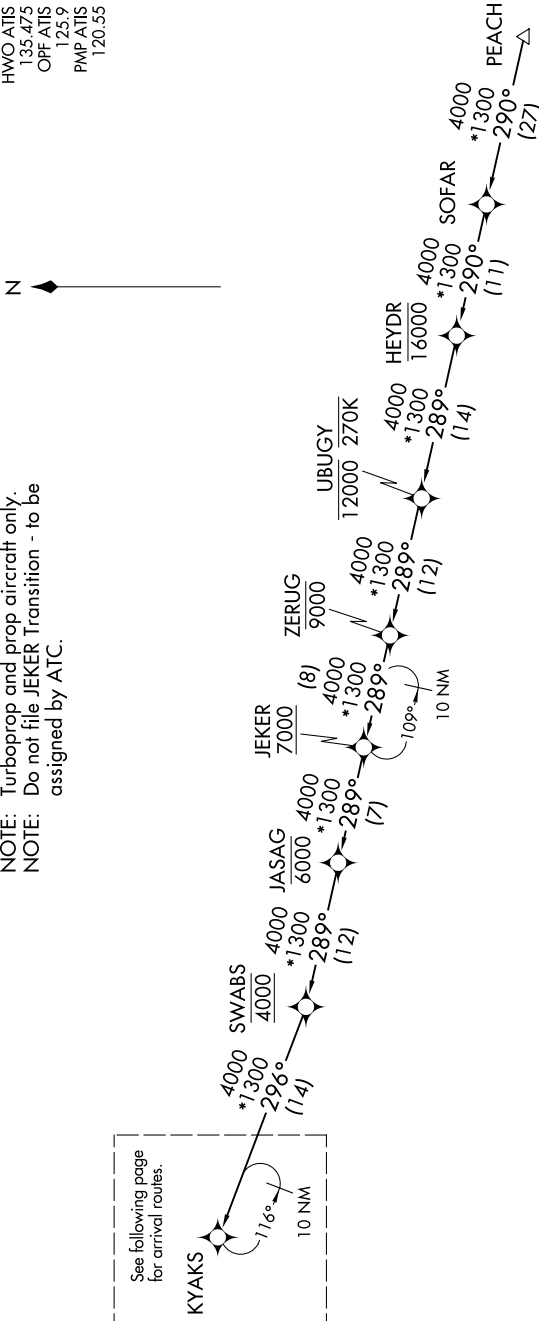 HWO ATIS
135.475
OPF ATIS
125.9
PMP ATIS
120.55
N
NOTE: Turboprop and prop aircraft only.
NOTE: Do not file JEKER Transition - to be
assigned by ATC.
PEACH
4000
*1300
290°
(27)
SOFAR
4000
*1300
290°
(11)
HEYDR
16000
4000
*1300
289°
(14)
UBUGY
12000 270K
4000
*1300
289°
(12)
ZERUG
9000
(8)
4000
*1300
289°
109°
10 NM
JEKER
7000
4000
*1300
289°
(7)
JASAG
6000
4000
*1300
289°
(12)
SWABS
4000
4000
*1300
296°
(14)
See following page
for arrival routes.
116°
10 NM
KYAKS